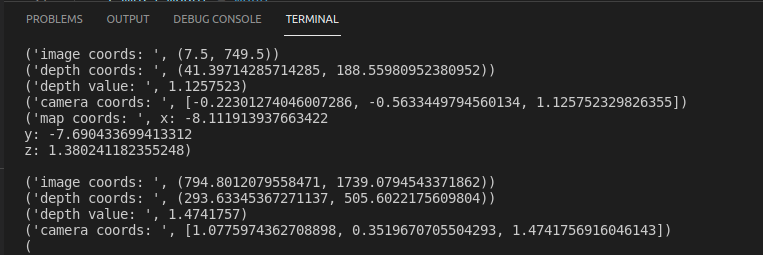 PROBLEMS OUTPUT DEBUG CONSOLE TERMINAL
('image coords: ', (7.5, 749.5))
('depth coords: ', (41.39714285714285, 188.55980952380952))
('depth value: ', 1.1257523)
('camera coords: ', [-0.22301274046007286, -0.5633449794560134, 1.125752329826355])
('map coords: ', x: -8.111913937663422
y: -7.690433699413312
z: 1.380241182355248)
('image coords: ', (794.8012079558471, 1739.0794543371862))
('depth coords: ', (293.63345367271137, 505.6022175609804))
('depth value: ', 1.4741757)
('camera coords: ', [1.0775974362708898, 0.3519670705504293, 1.4741756916046143])
(